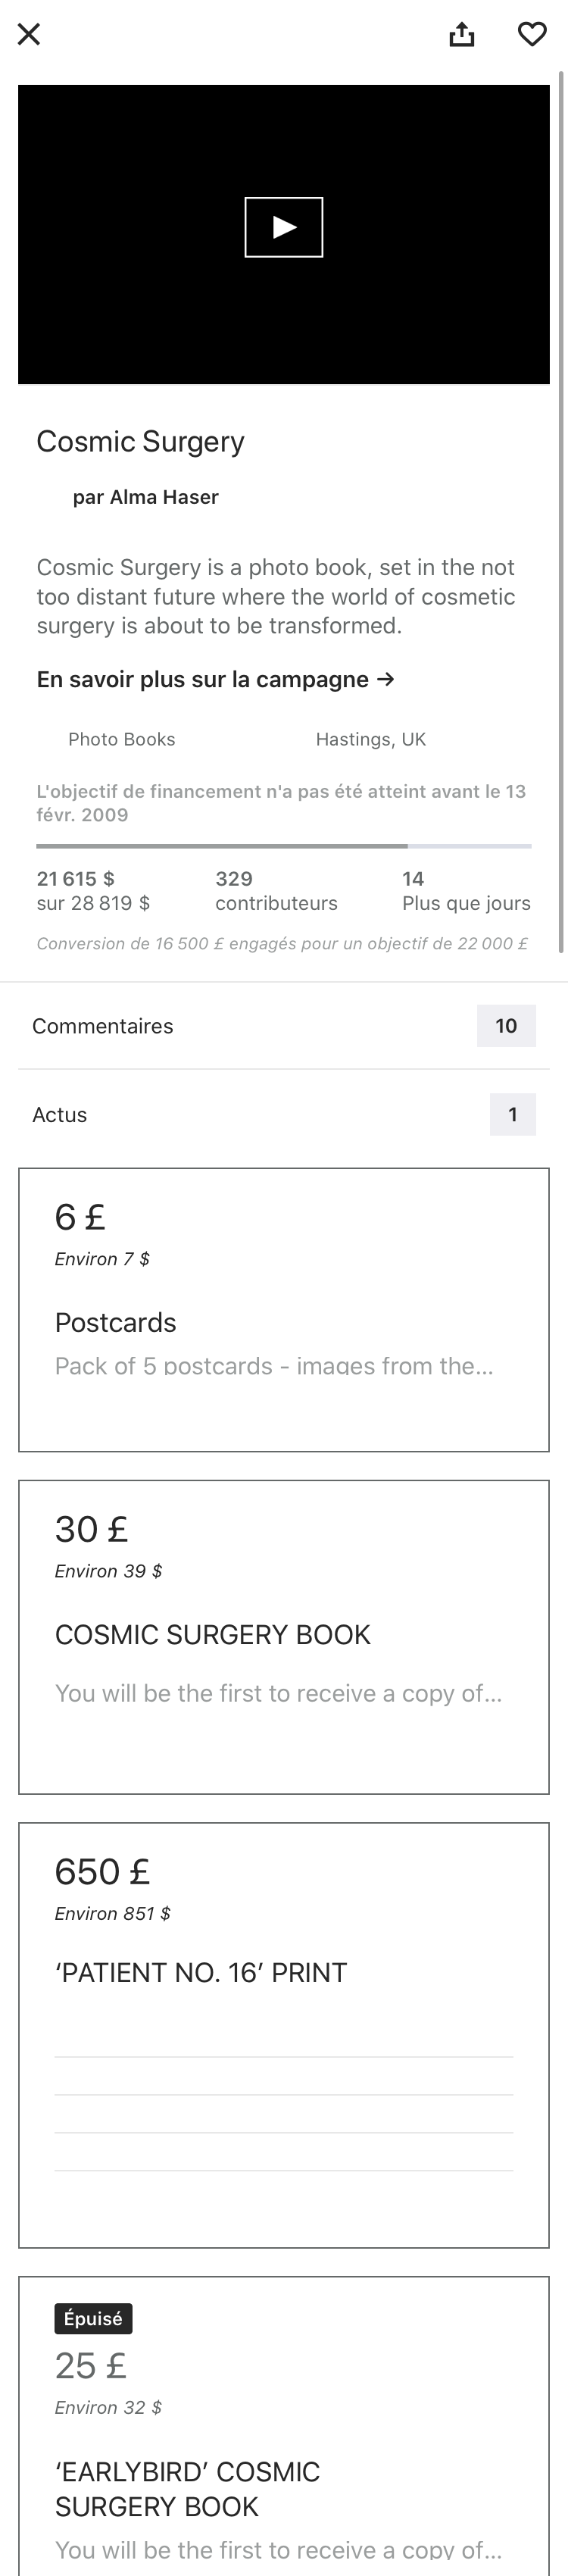 Cosmic Surgery
par Alma Haser
Cosmic Surgery is a photo book, set in the not
too distant future where the world of cosmetic
surgery is about to be transformed.
En savoir plus sur la campagne →
Photo Books
Hastings, UK
L'objectif de financement n'a pas été atteint avant le 13
févr. 2009
21 615 $
sur 28 819 $
329
contributeurs
14
Plus que jours
Conversion de 16 500 £ engagés pour un objectif de 22 000 £
Commentaires
10
Actus
1
6 £
Environ 7 $
Postcards
Pack of 5 postcards - images from the...
30 £
Environ 39 $
COSMIC SURGERY BOOK
You will be the first to receive a copy of...
650 £
Environ 851 $
‘PATIENT NO. 16’ PRINT
Épuisé
25 £
Environ 32 $
‘EARLYBIRD’ COSMIC
SURGERY BOOK
You will be the first to receive a copy of...